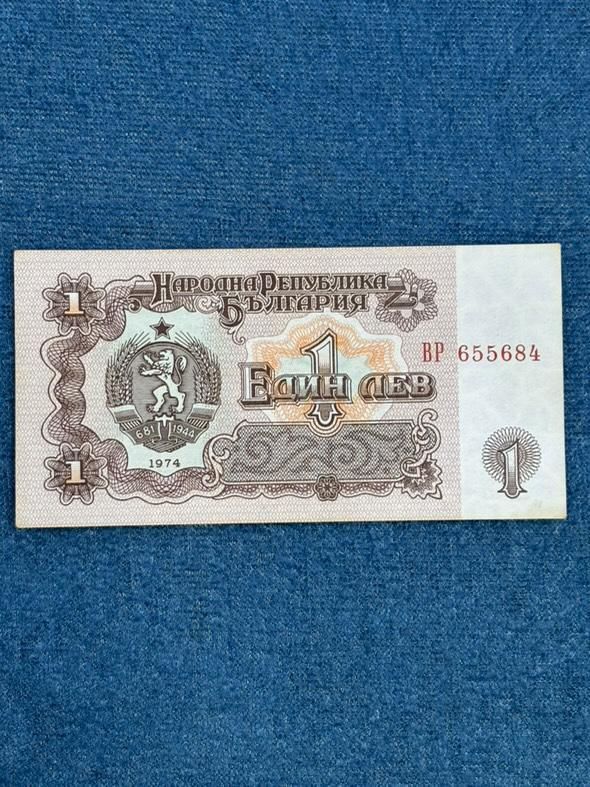 1
НАРОДНА РЕПУБЛИКА
БЪЛГАРИЯ
1
ВР 655684
ЕДИН ЛЕВ
681 1944
1
1974
1